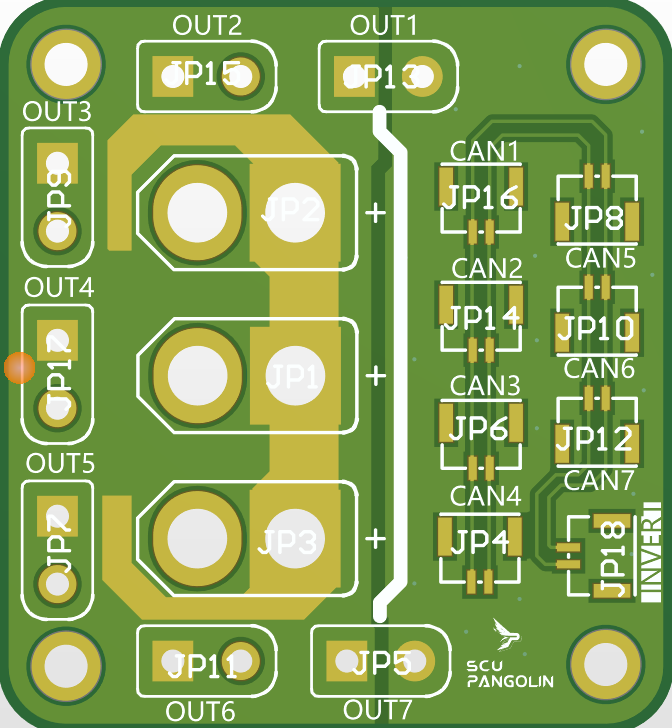 OUT2
OUT1
JP15
JP13
OUT3
JP9
CAN1
JP16
JP2
+
JP8
CAN5
CAN2
OUT4
JP14
JP10
CAN6
JP17
JP1
+
CAN3
JP6
JP12
CAN7
OUT5
CAN4
JP7
JP3
+
JP4
JP18
INVERT
JP11
JP5
SCU
PANGOLIN
OUT6
OUT7